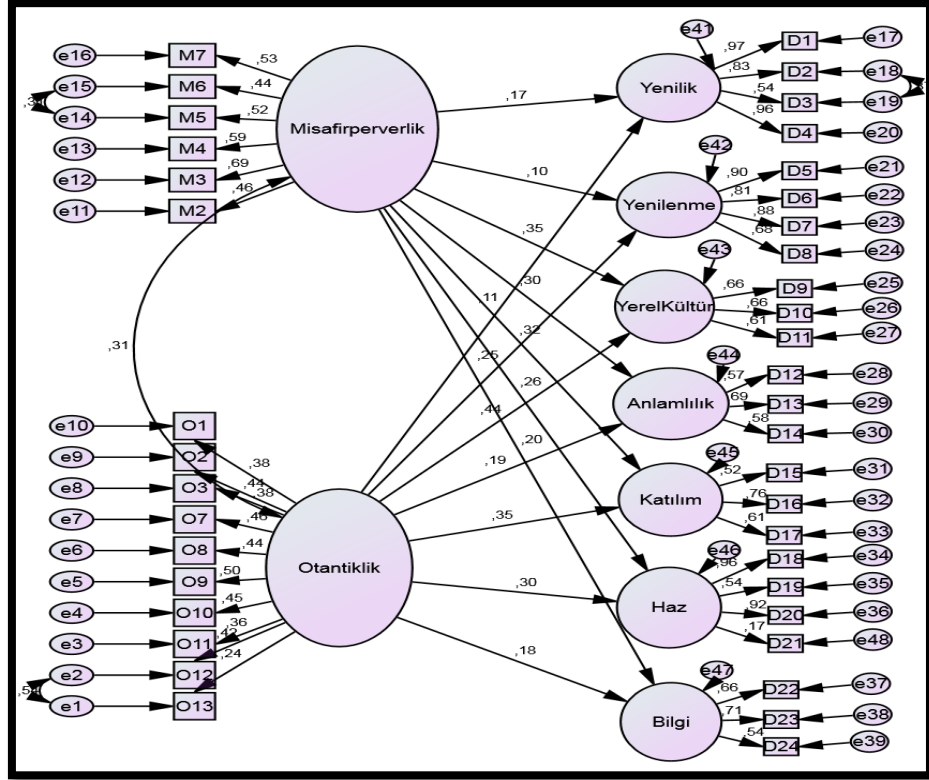 e16 M7 ,53
e15 M6 ,44
e14 M5 ,52
e13 M4 ,59
e12 M3 ,69
e11 M2 ,46
Misafirperverlik
,31
e10 O1 ,38
e9 O2 ,44
e8 O3 ,38
e7 O7 ,46
e6 O8 ,44
e5 O9 ,50
e4 O10 ,45
e3 O11 ,36
e2 O12 ,42
e1 O13 ,24
Otantiklik
,17
,10
,35
,30
,11
,32
,25
,26
,44
,20
,19
,35
,30
,18
e41
Yenilik
,97 D1 e17
,83 D2 e18
,54 D3 e19
,96 D4 e20
e42
Yenilenme
,90 D5 e21
,81 D6 e22
,88 D7 e23
,68 D8 e24
e43
YerelKültür
,66 D9 e25
,66 D10 e26
,61 D11 e27
e44
Anlamlılık
,57 D12 e28
,69 D13 e29
,58 D14 e30
e45
Katılım
,52 D15 e31
,76 D16 e32
,61 D17 e33
e46
Haz
,96 D18 e34
,54 D19 e35
,92 D20 e36
,17 D21 e48
e47
Bilgi
,66 D22 e37
,71 D23 e38
,54 D24 e39